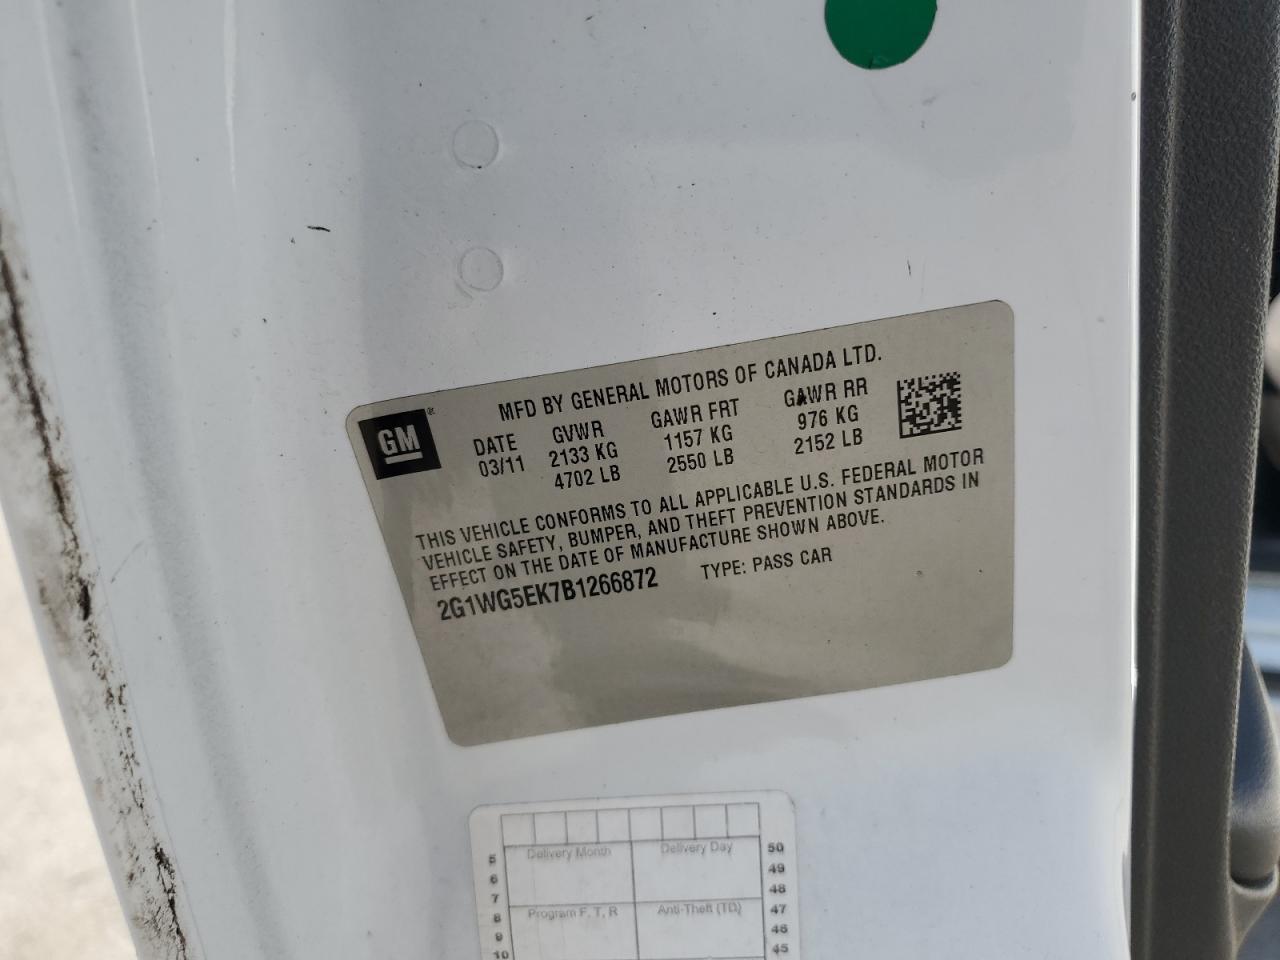 MFD BY GENERAL MOTORS OF CANADA LTD.
GM®
DATE GVWR GAWR FRT GAWR RR
03/11 2133 KG 1157 KG 976 KG
4702 LB 2550 LB 2152 LB
THIS VEHICLE CONFORMS TO ALL APPLICABLE U.S. FEDERAL MOTOR
VEHICLE SAFETY, BUMPER, AND THEFT PREVENTION STANDARDS IN
EFFECT ON THE DATE OF MANUFACTURE SHOWN ABOVE.
2G1WG5EK7B1266872 TYPE: PASS CAR
5 Delivery Month Delivery Day 50
6 49
7 48
8 Program F, T, R Anti-Theft (TD) 47
9 46
10 45